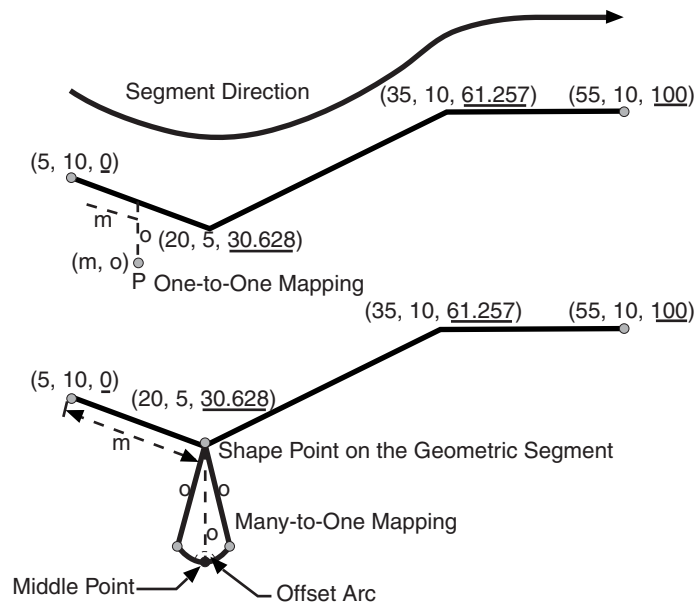 Segment Direction
(35, 10, 61.257) (55, 10, 100)
(5, 10, 0)
m
o (20, 5, 30.628)
(m, o)
P One-to-One Mapping
(35, 10, 61.257) (55, 10, 100)
(5, 10, 0)
(20, 5, 30.628)
m
Shape Point on the Geometric Segment
o o
o Many-to-One Mapping
Middle Point
Offset Arc